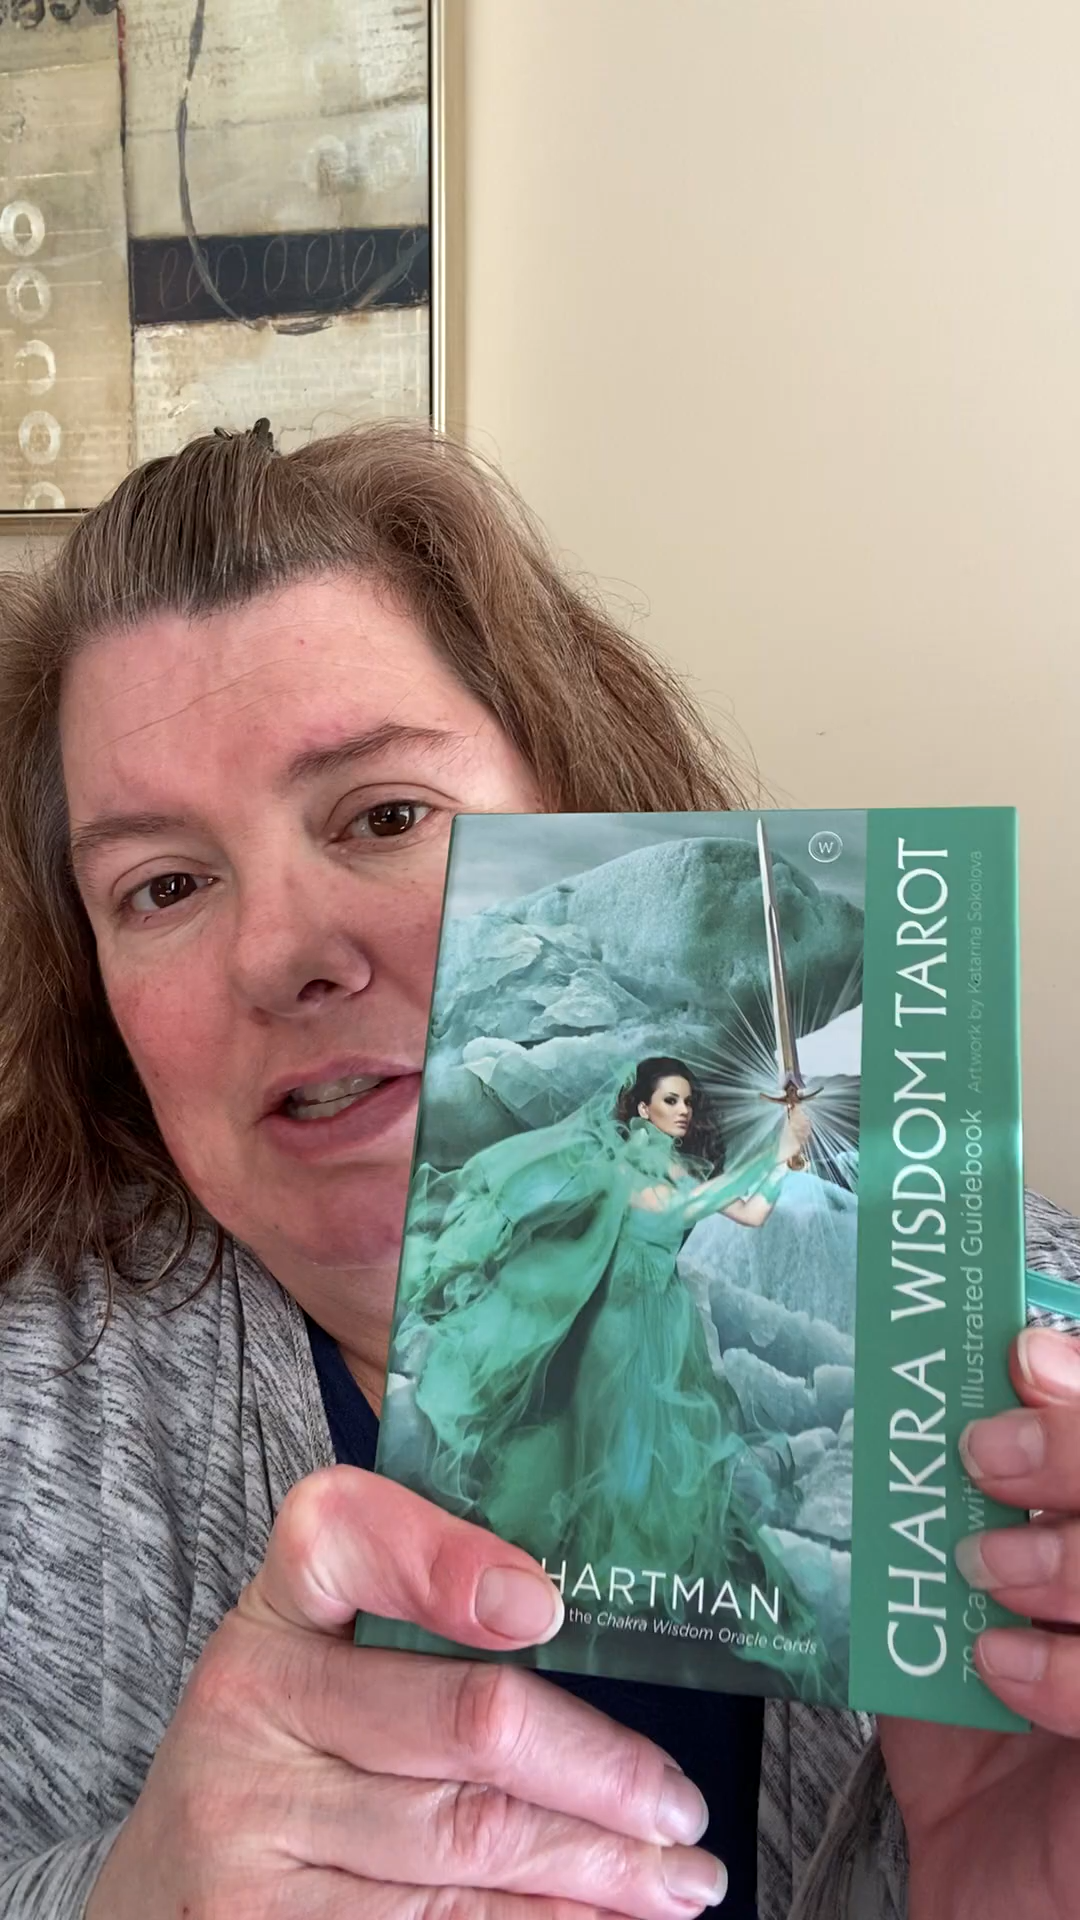 W
CHAKRA WISDOM TAROT
Illustrated Guidebook Artwork by Katarina Sokolova
HARTMAN
the Chakra Wisdom Oracle Cards